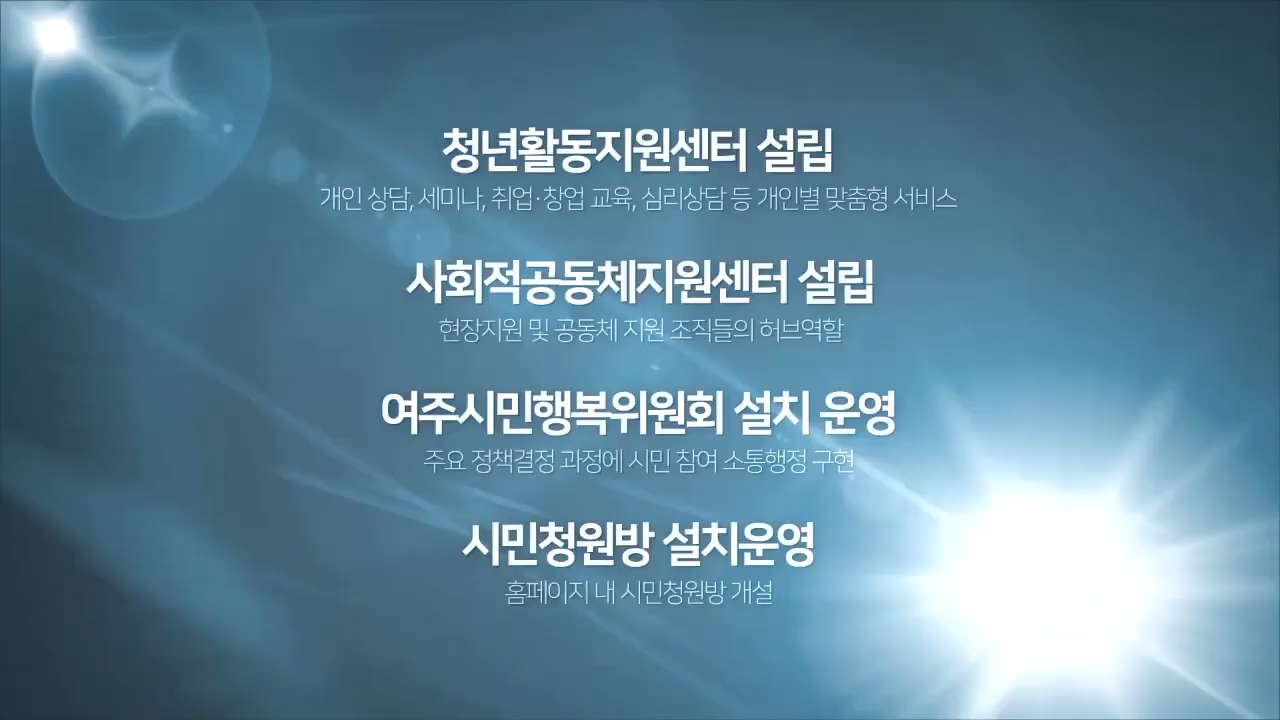 청년활동지원센터 설립
개인 상담, 세미나, 취업·창업 교육, 심리상담 등 개인별 맞춤형 서비스
사회적공동체지원센터 설립
현장지원 및 공동체 지원 조직들의 허브역할
여주시민행복위원회 설치 운영
주요 정책결정 과정에 시민 참여 소통행정 구현
시민청원방 설치운영
홈페이지 내 시민청원방 개설